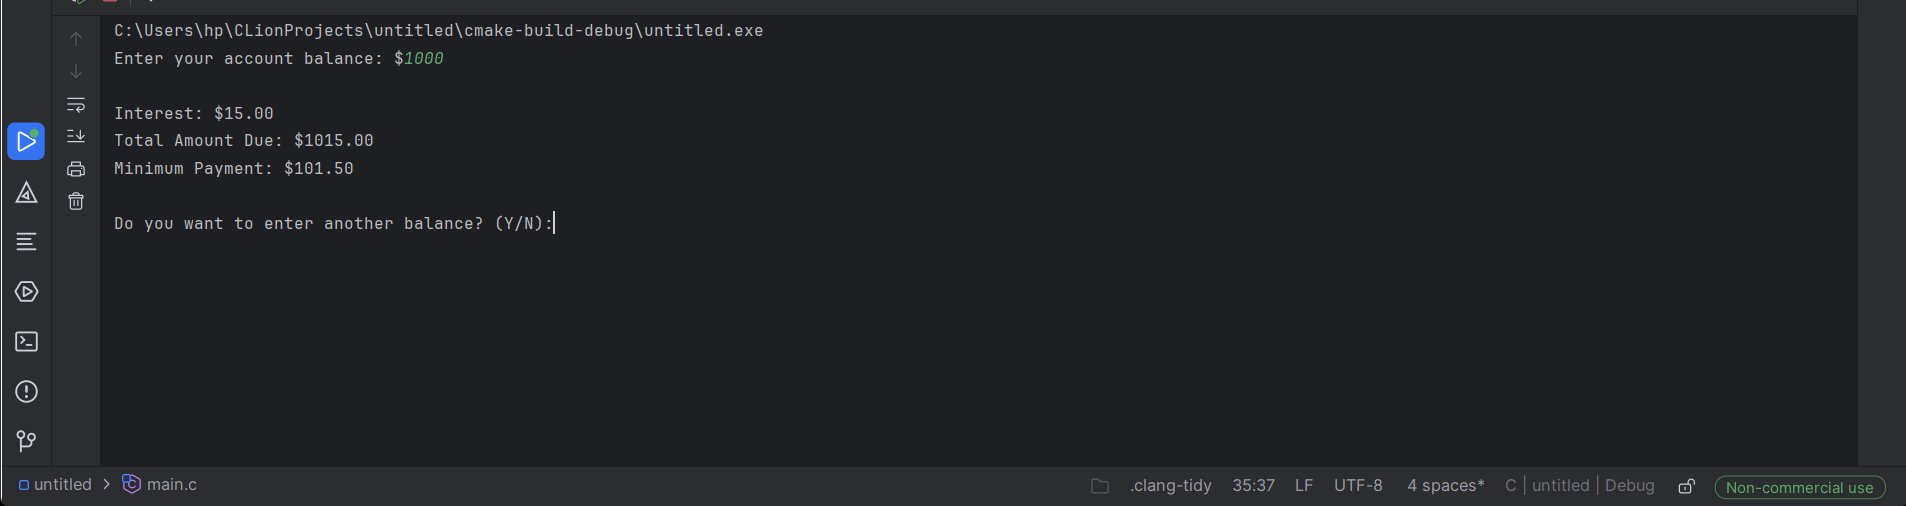 C:\Users\hp\CLionProjects\untitled\cmake-build-debug\untitled.exe
Enter your account balance: $1000
Interest: $15.00
Total Amount Due: $1015.00
Minimum Payment: $101.50
Do you want to enter another balance? (Y/N):
untitled > main.c
.clang-tidy 35:37 LF UTF-8 4 spaces* C | untitled | Debug Non-commercial use